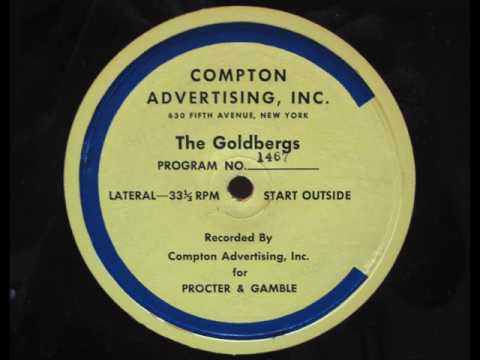 COMPTON
ADVERTISING, INC.
630 FIFTH AVENUE, NEW YORK
The Goldbergs
PROGRAM NO. 1467
LATERAL—33⅓ RPM START OUTSIDE
Recorded By
Compton Advertising, Inc.
for
PROCTER & GAMBLE